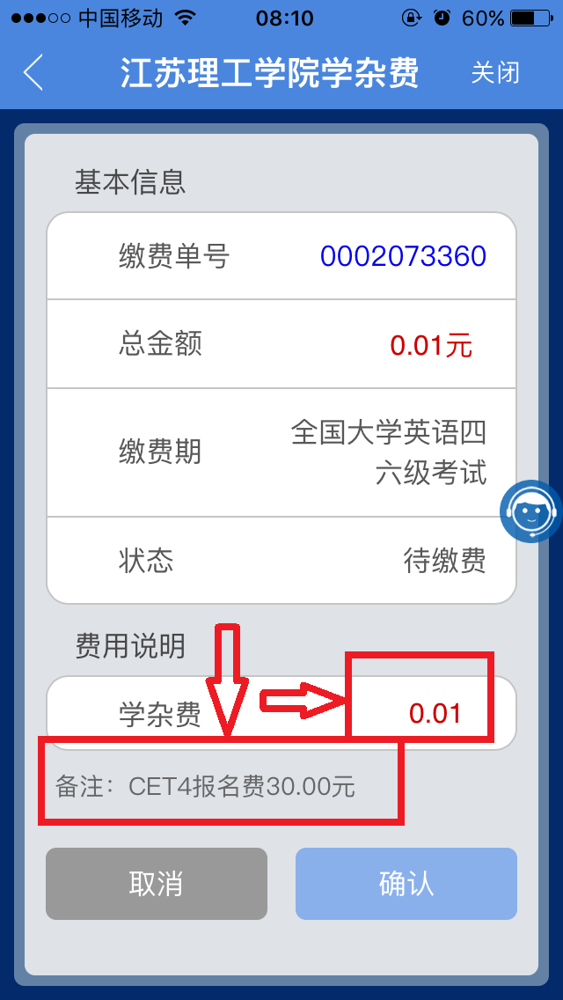 中国移动 08:10 60%
江苏理工学院学杂费 关闭
基本信息
缴费单号 0002073360
总金额 0.01元
缴费期 全国大学英语四
六级考试
状态 待缴费
费用说明
学杂费 0.01
备注：CET4报名费30.00元
取消 确认